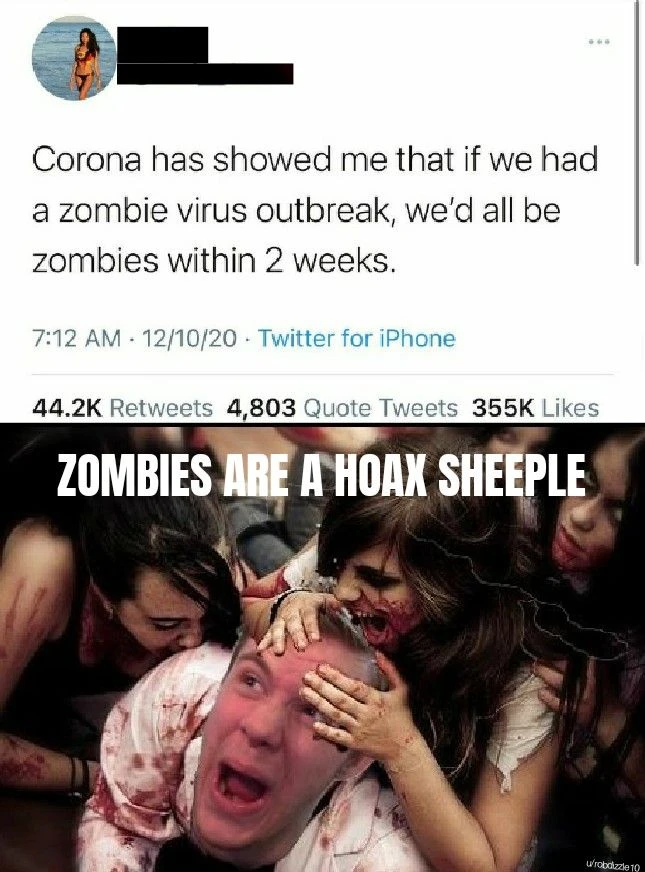 Corona has showed me that if we had
a zombie virus outbreak, we'd all be
zombies within 2 weeks.
7:12 AM · 12/10/20 · Twitter for iPhone
44.2K Retweets 4,803 Quote Tweets 355K Likes
ZOMBIES ARE A HOAX SHEEPLE
u/robdizzle10